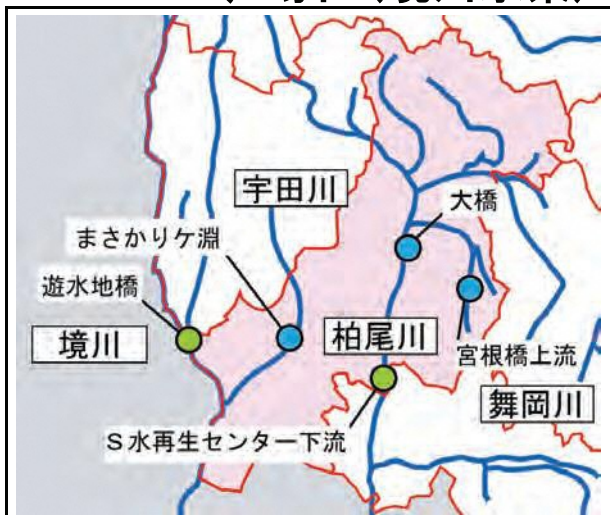 宇田川
大橋
まさかりケ淵
遊水地橋
境川
柏尾川
宮根橋上流
舞岡川
S水再生センター下流